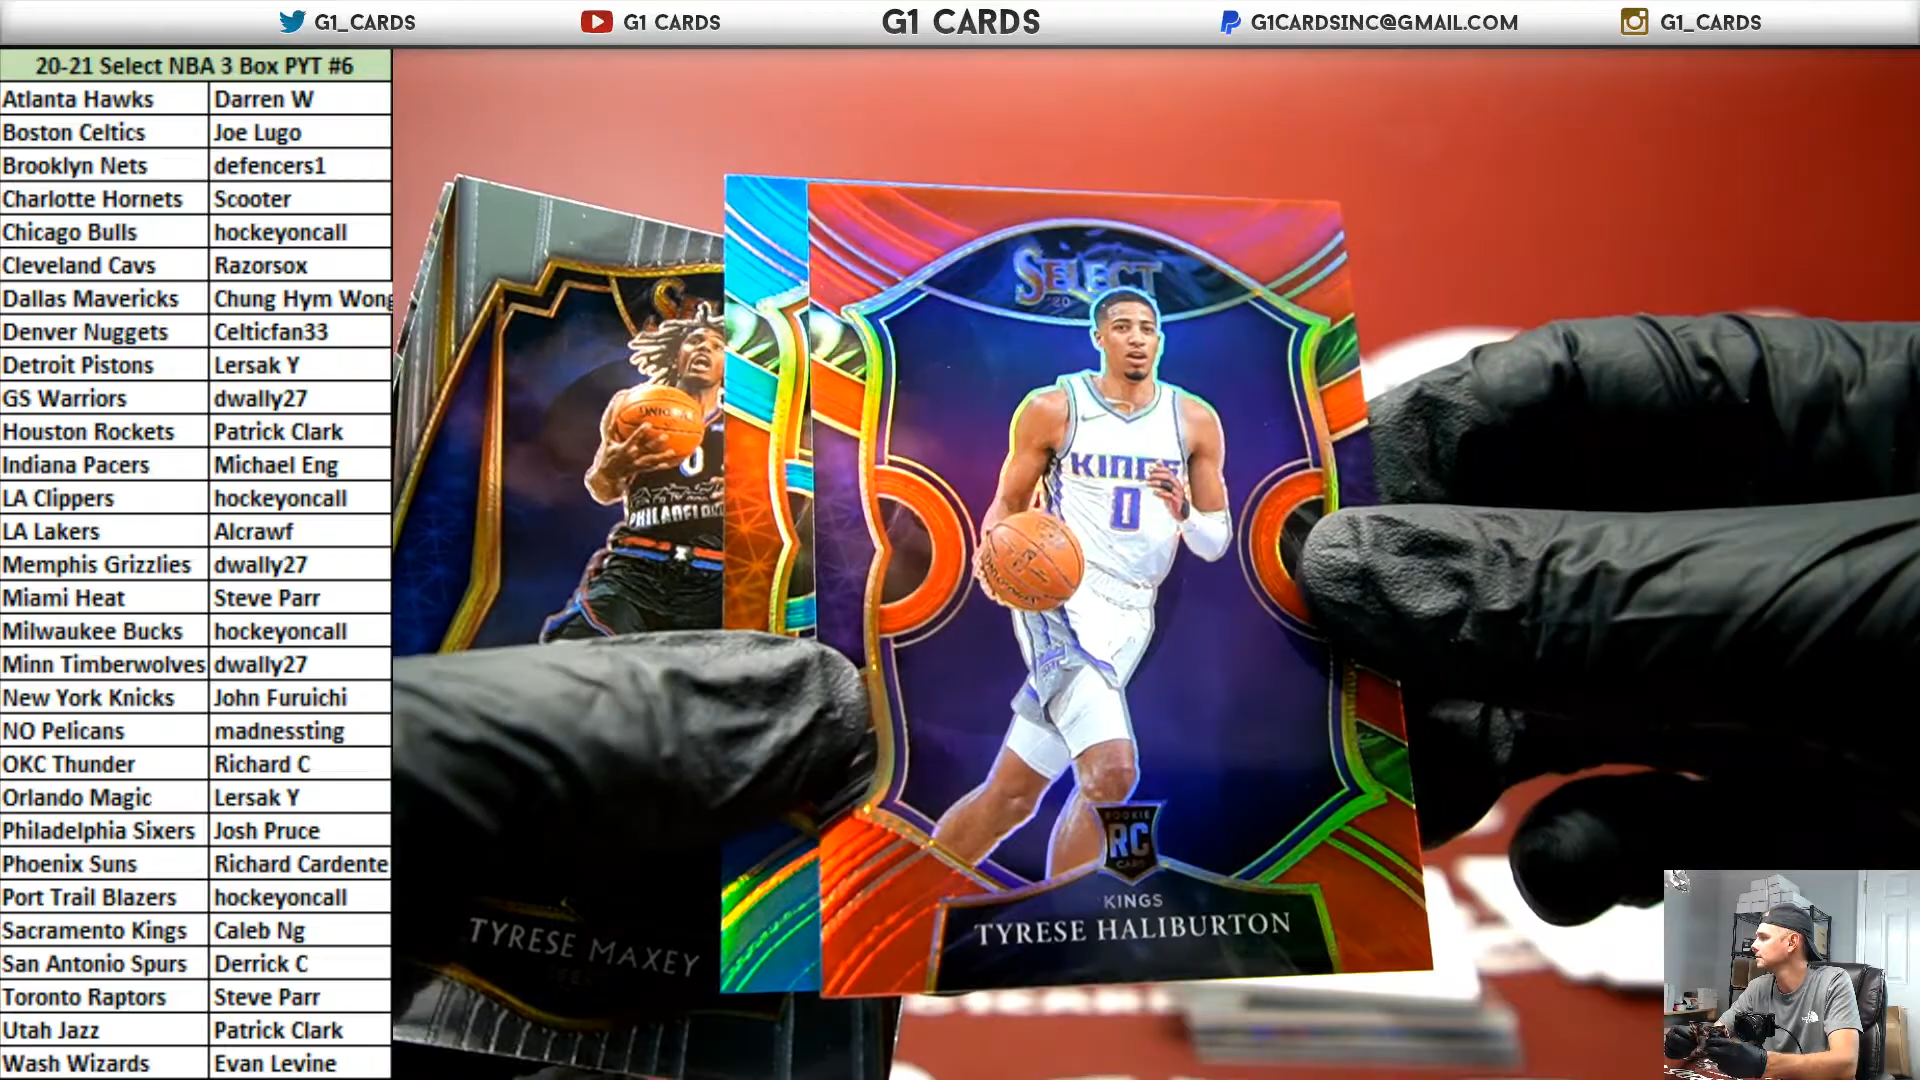 G1_CARDS G1 CARDS G1 CARDS G1CARDSINC@GMAIL.COM G1_CARDS
20-21 Select NBA 3 Box PYT #6
Atlanta Hawks Darren W
Boston Celtics Joe Lugo
Brooklyn Nets defencers1
Charlotte Hornets Scooter
Chicago Bulls hockeyoncall
Cleveland Cavs Razorsox
Dallas Mavericks Chung Hym Wong
Denver Nuggets Celticfan33
Detroit Pistons Lersak Y
GS Warriors dwally27
Houston Rockets Patrick Clark
Indiana Pacers Michael Eng
LA Clippers hockeyoncall
LA Lakers Alcrawf
Memphis Grizzlies dwally27
Miami Heat Steve Parr
Milwaukee Bucks hockeyoncall
Minn Timberwolves dwally27
New York Knicks John Furuichi
NO Pelicans madnessting
OKC Thunder Richard C
Orlando Magic Lersak Y
Philadelphia Sixers Josh Pruce
Phoenix Suns Richard Cardente
Port Trail Blazers hockeyoncall
Sacramento Kings Caleb Ng
San Antonio Spurs Derrick C
Toronto Raptors Steve Parr
Utah Jazz Patrick Clark
Wash Wizards Evan Levine
SELECT
KINGS
0
ROOKIE
RC
CARD
KINGS
TYRESE HALIBURTON
TYRESE MAXEY